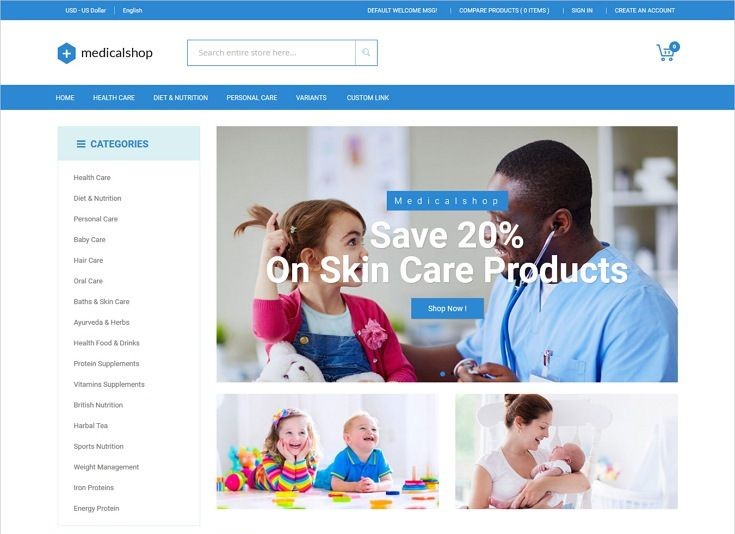 USD - US Dollar
English
DEFAULT WELCOME MSG!
COMPARE PRODUCTS ( 0 ITEMS )
SIGN IN
CREATE AN ACCOUNT
medicalshop
Search entire store here...
0
HOME
HEALTH CARE
DIET & NUTRITION
PERSONAL CARE
VARIANTS
CUSTOM LINK
CATEGORIES
Health Care
Diet & Nutrition
Personal Care
Baby Care
Hair Care
Oral Care
Baths & Skin Care
Ayurveda & Herbs
Health Food & Drinks
Protein Supplements
Vitamins Supplements
British Nutrition
Harbal Tea
Sports Nutrition
Weight Management
Iron Proteins
Energy Protein
Medicalshop
Save 20%
On Skin Care Products
Shop Now !